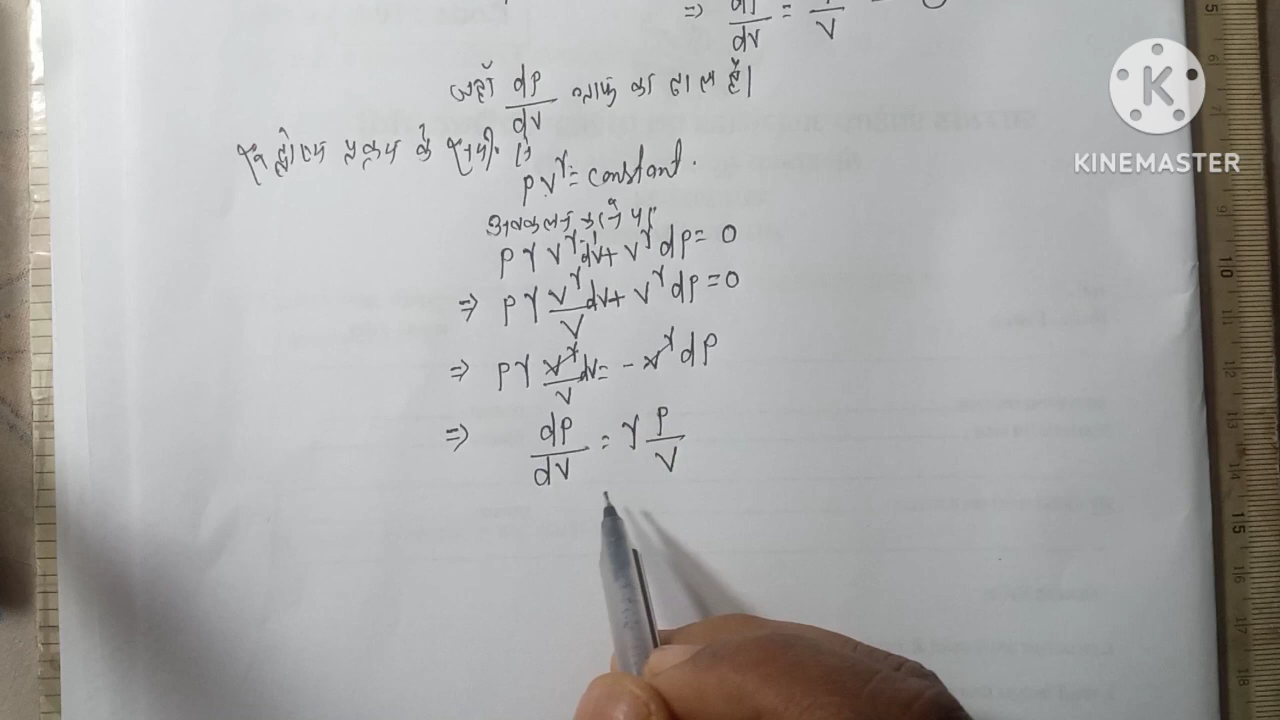 ⇒ dP/dV = P/V
जहाँ dP/dV ग्राफ का ढाल है।
रूद्धोष्म प्रक्रम के लिए
PV^γ = constant.
अवकलन करने पर
Pγ V^γ-1 dV + V^γ dP = 0
⇒ Pγ V^γ/V dV + V^γ dP = 0
⇒ Pγ V^γ/V dV = - V^γ dP
⇒ dP/dV = γ P/V
K
KINEMASTER